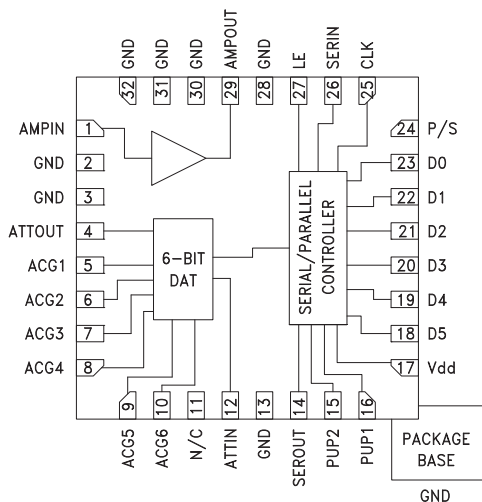 GND
GND
GND
AMPOUT
GND
LE
SERIN
CLK
32
31
30
29
28
27
26
25
AMPIN
1
GND
2
GND
3
ATTOUT
4
ACG1
5
ACG2
6
ACG3
7
ACG4
8
24
P/S
23
D0
22
D1
21
D2
20
D3
19
D4
18
D5
17
Vdd
6-BIT
DAT
SERIAL/PARALLEL
CONTROLLER
9
10
11
12
13
14
15
16
ACG5
ACG6
N/C
ATTIN
GND
SEROUT
PUP2
PUP1
PACKAGE
BASE
GND